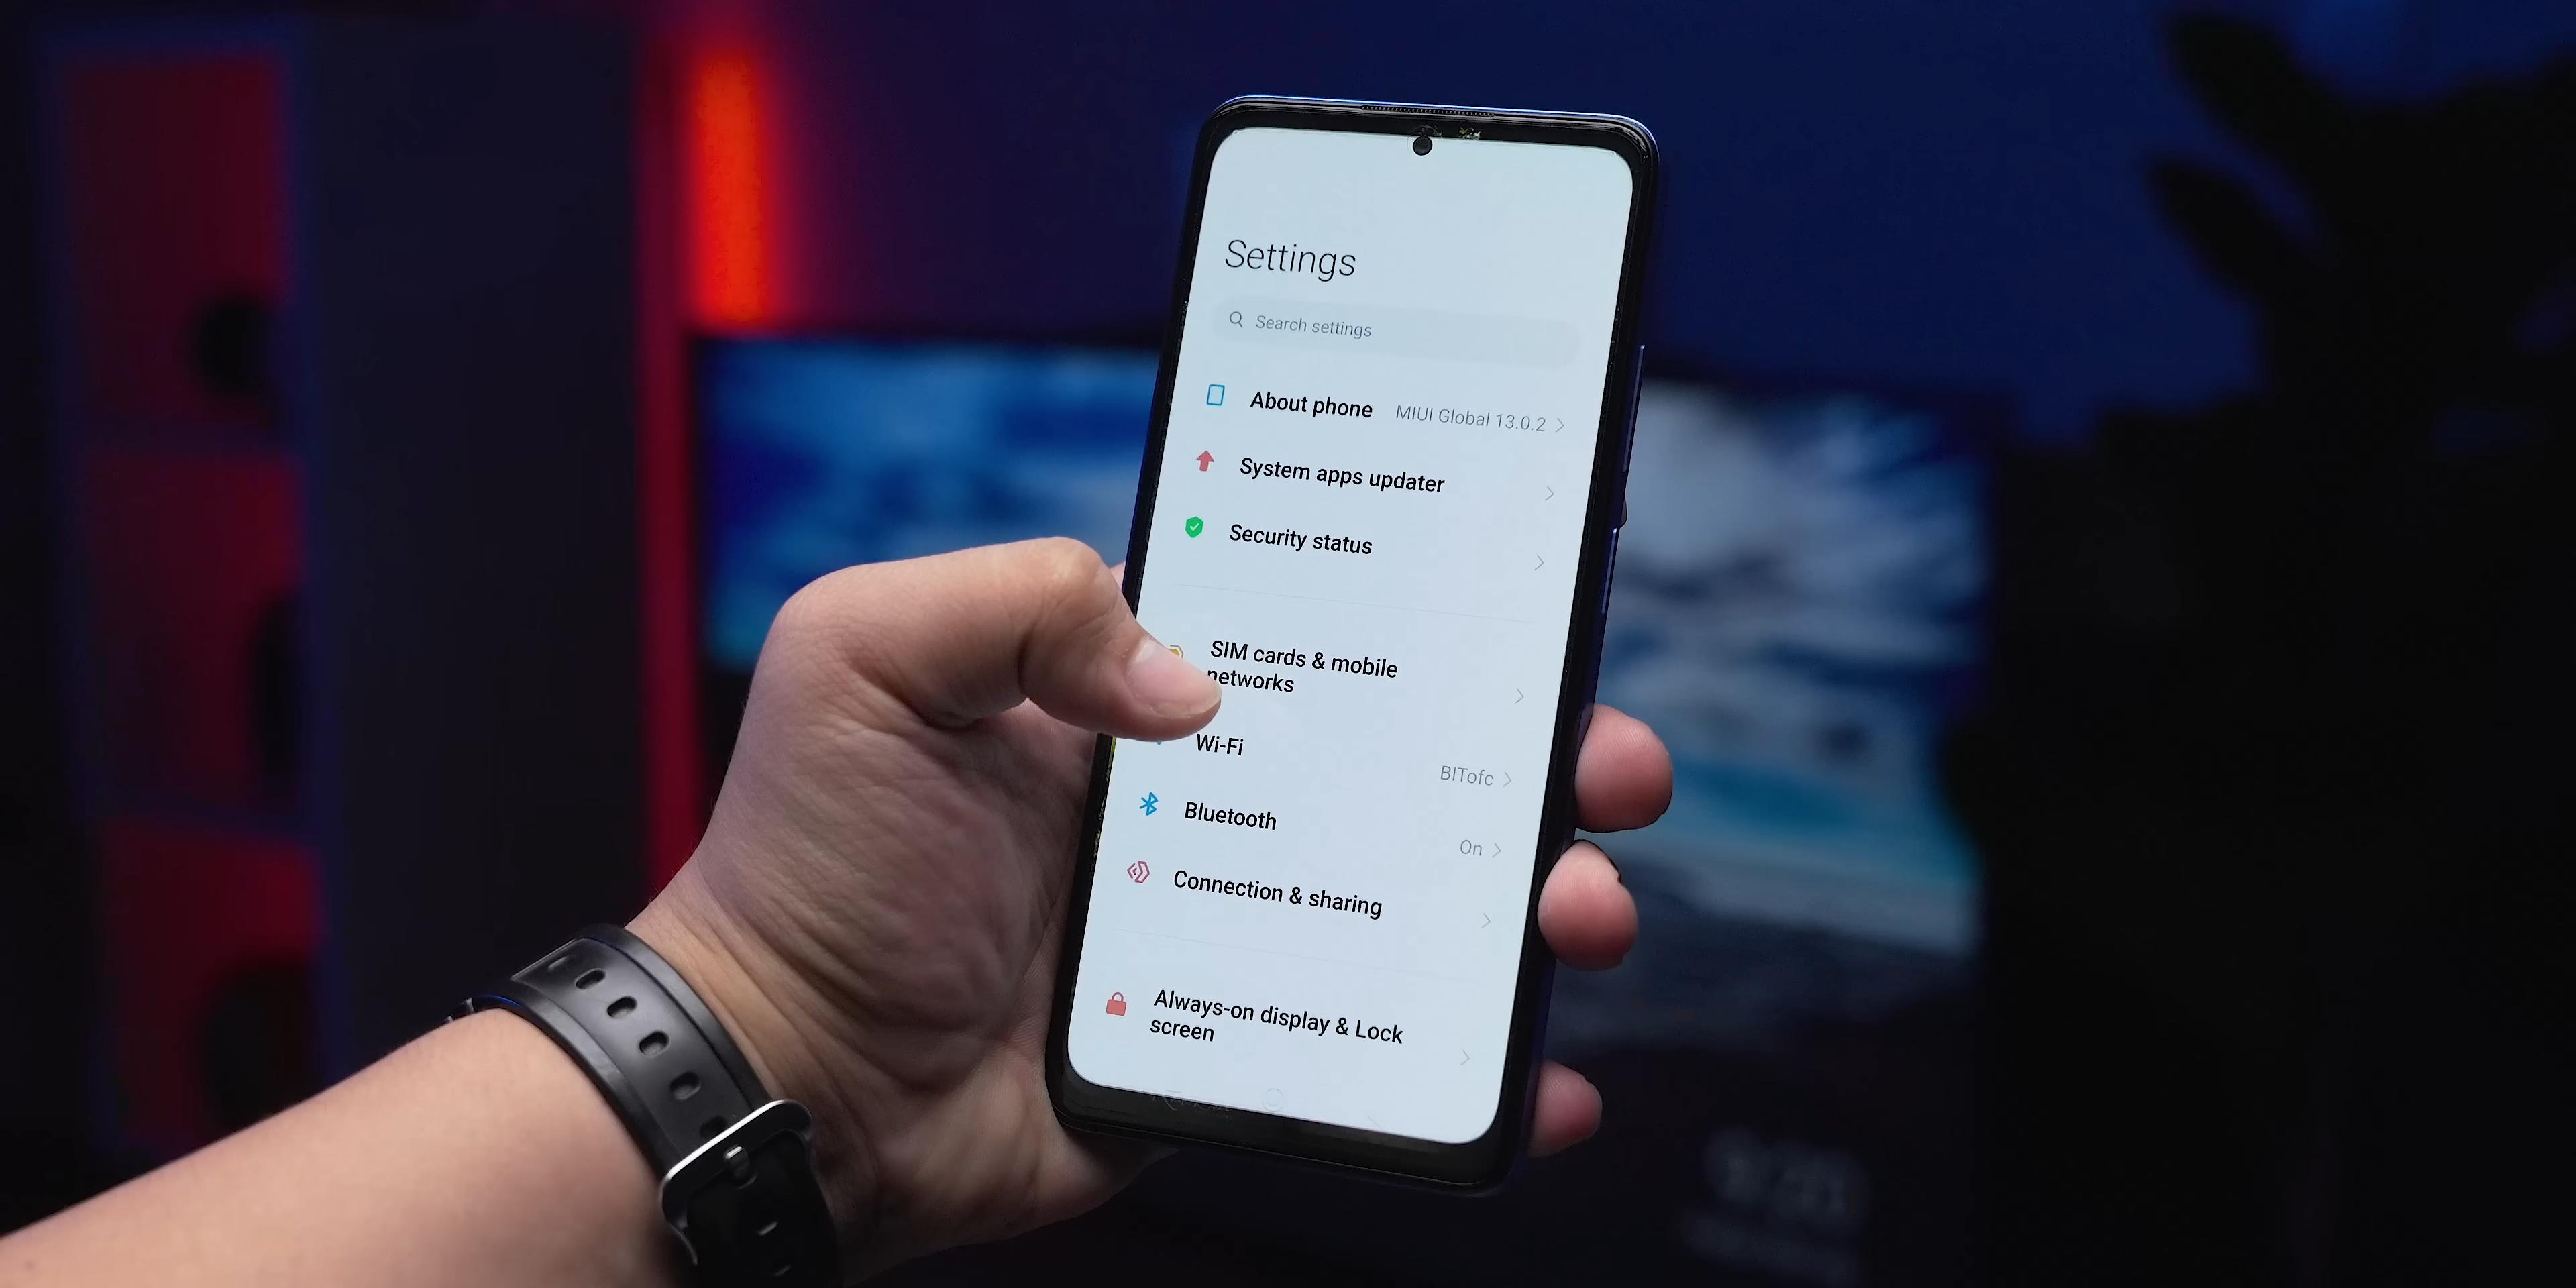 Settings
Search settings
About phone MIUI Global 13.0.2
System apps updater
Security status
SIM cards & mobile
networks
Wi-Fi BITofc
Bluetooth On
Connection & sharing
Always-on display & Lock
screen